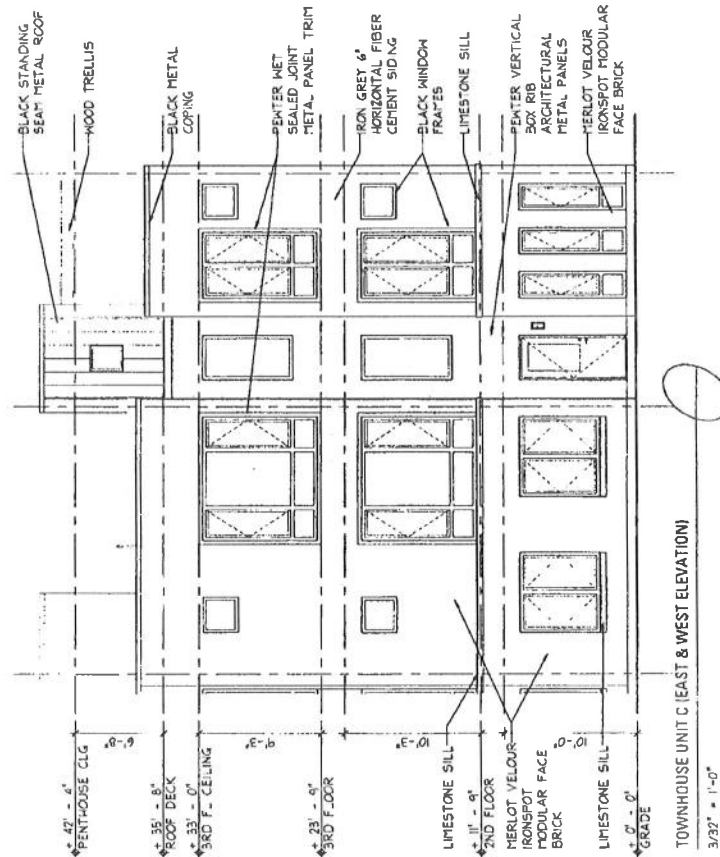 BLACK STANDING
SEAM METAL ROOF
WOOD TRELLIS
BLACK METAL
COPING
PEWTER WET
SEALED JOINT
METAL PANEL TRIM
IRON GREY 6"
HORIZONTAL FIBER
CEMENT SIDING
BLACK WINDOW
FRAMES
LIMESTONE SILL
PEWTER VERTICAL
BOX RIB
ARCHITECTURAL
METAL PANELS
MERLOT VELOUR
IRONSPOT MODULAR
FACE BRICK
+ 42' - 4"
PENTHOUSE CLG
6'-8"
+ 35' - 8"
ROOF DECK
+ 33' - 0"
3RD FL CEILING
9'-3"
+ 23' - 9"
3RD FLOOR
10'-3"
LIMESTONE SILL
+ 11' - 9"
2ND FLOOR
MERLOT VELOUR
IRONSPOT
MODULAR FACE
BRICK
10'-0"
LIMESTONE SILL
+ 0' - 0"
GRADE
TOWNHOUSE UNIT C (EAST & WEST ELEVATION)
3/32" = 1'-0"